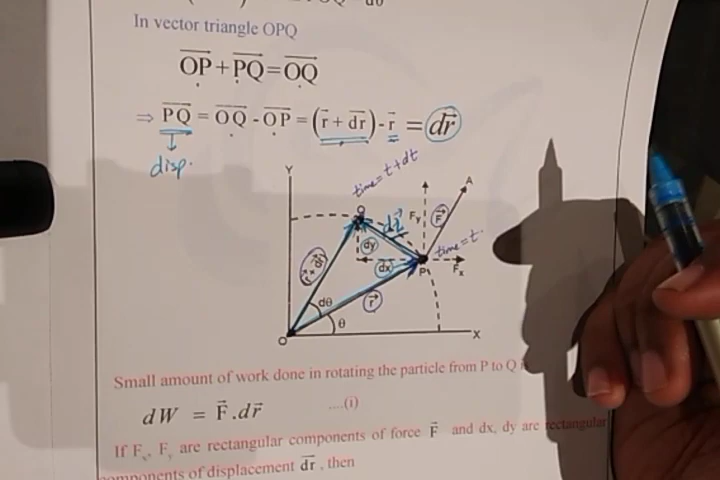 dθ
In vector triangle OPQ
OP + PQ = OQ
⇒ PQ = OQ - OP = (r + dr) - r = dr
disp.
time = t + dt
Y
A
Q
dr
Fy
F
dy
time = t
r + dr
dx
P
Fx
dθ
r
θ
O
X
Small amount of work done in rotating the particle from P to Q
dW = F.dr ....(i)
If Fx, Fy are rectangular components of force F and dx, dy are rectangular
components of displacement dr, then